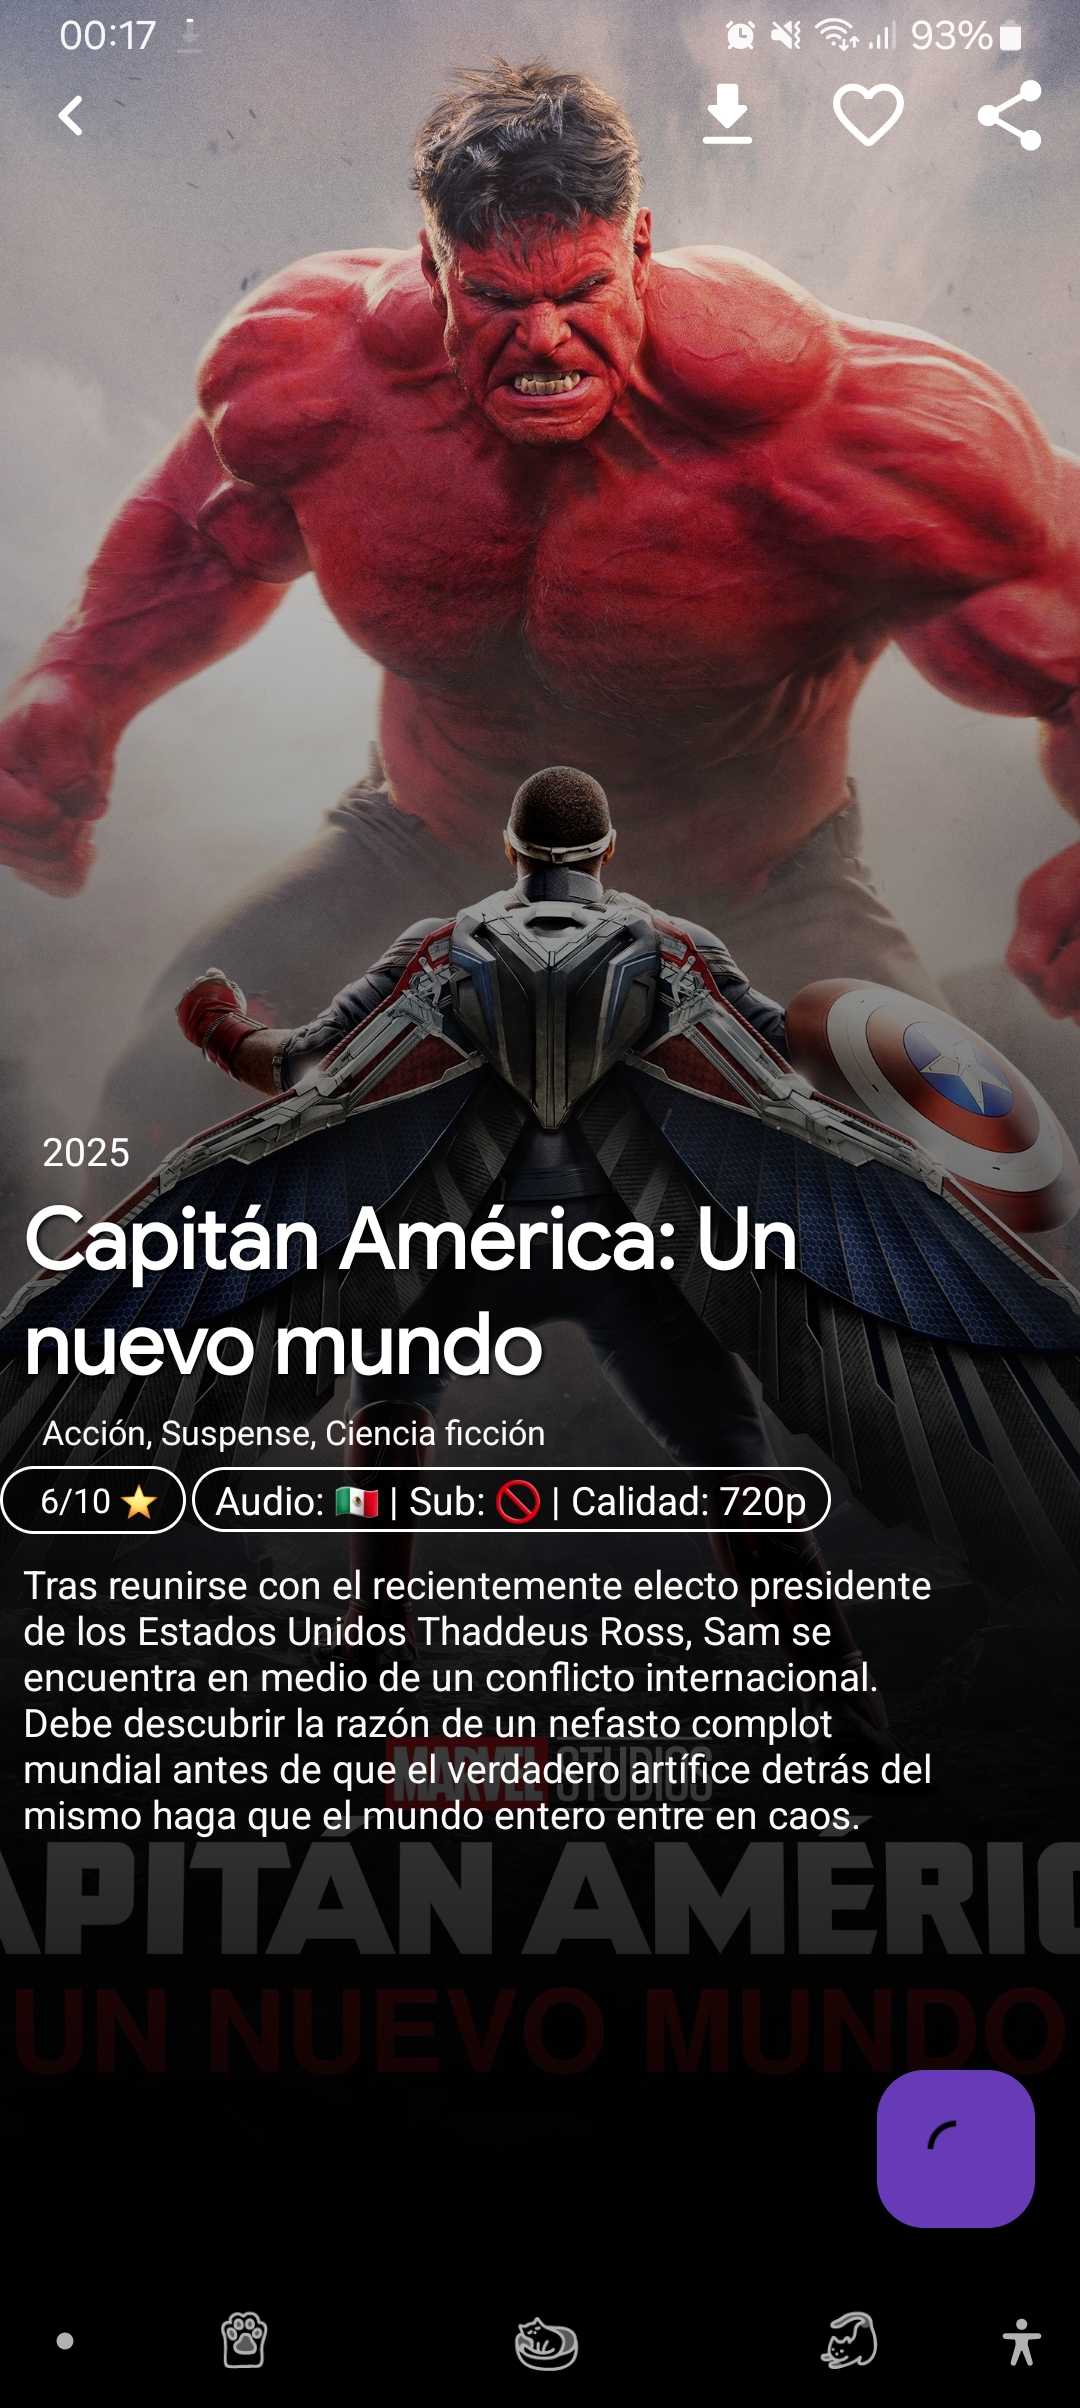 00:17
93%
2025
Capitán América: Un
nuevo mundo
Acción, Suspense, Ciencia ficción
6/10 ⭐
Audio: 🇲🇽 | Sub: 🚫 | Calidad: 720p
Tras reunirse con el recientemente electo presidente
de los Estados Unidos Thaddeus Ross, Sam se
encuentra en medio de un conflicto internacional.
Debe descubrir la razón de un nefasto complot
mundial antes de que el verdadero artífice detrás del
mismo haga que el mundo entero entre en caos.
MARVEL STUDIOS
APITÁN AMÉRIC
UN NUEVO MUNDO